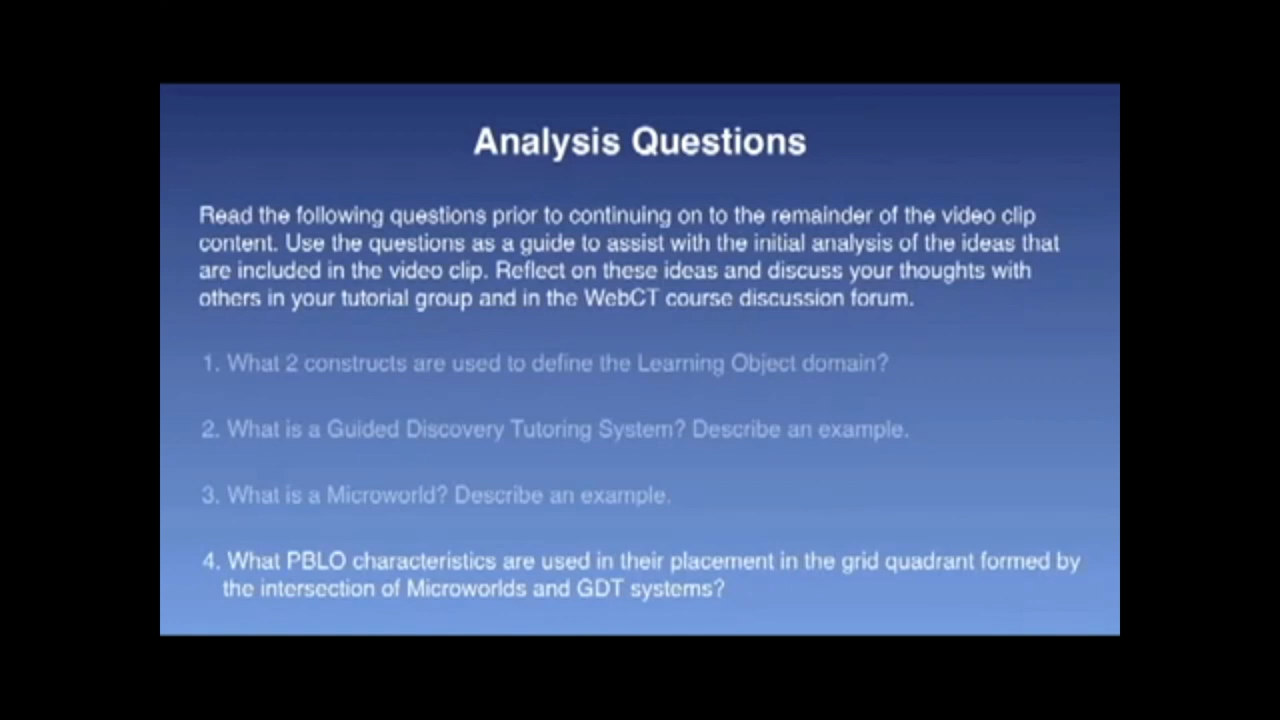 Analysis Questions
Read the following questions prior to continuing on to the remainder of the video clip
content. Use the questions as a guide to assist with the initial analysis of the ideas that
are included in the video clip. Reflect on these ideas and discuss your thoughts with
others in your tutorial group and in the WebCT course discussion forum.
1. What 2 constructs are used to define the Learning Object domain?
2. What is a Guided Discovery Tutoring System? Describe an example.
3. What is a Microworld? Describe an example.
4. What PBLO characteristics are used in their placement in the grid quadrant formed by
the intersection of Microworlds and GDT systems?